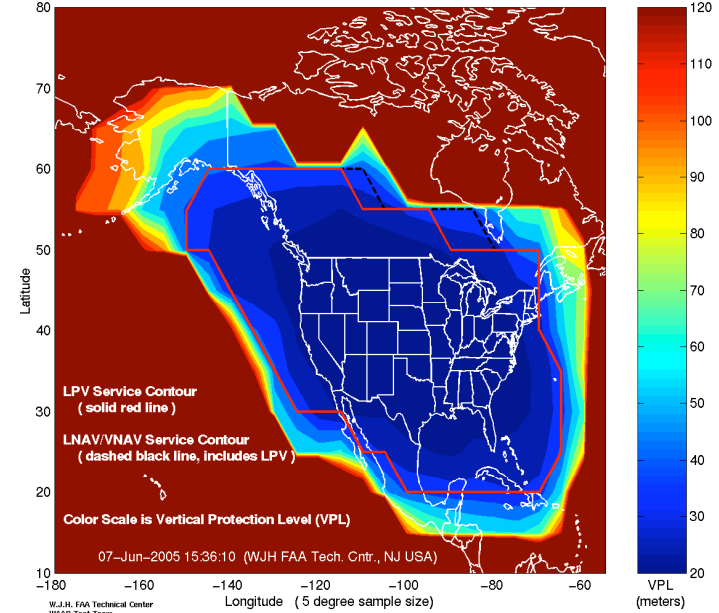 80
70
60
50
40
30
20
10
Latitude
LPV Service Contour
( solid red line )
LNAV/VNAV Service Contour
( dashed black line, includes LPV )
Color Scale is Vertical Protection Level (VPL)
07-Jun-2005 15:36:10 (WJH FAA Tech. Cntr., NJ USA)
-180 -160 -140 -120 -100 -80 -60
Longitude ( 5 degree sample size )
W.J.H. FAA Technical Center
WAAS Test Team
120
110
100
90
80
70
60
50
40
30
20
VPL
(meters)